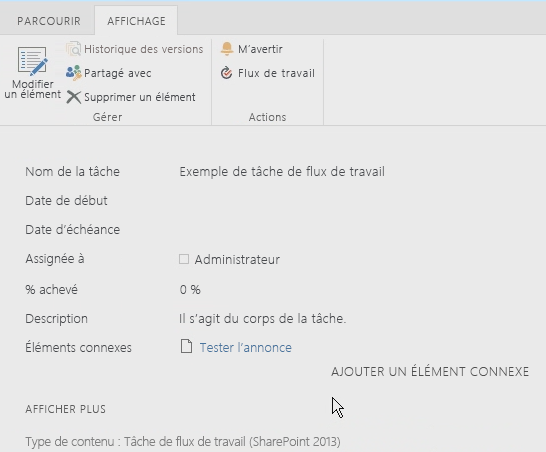 PARCOURIR AFFICHAGE
Modifier un élément
Historique des versions
Partagé avec
Supprimer un élément
Gérer
M'avertir
Flux de travail
Actions
Nom de la tâche Exemple de tâche de flux de travail
Date de début
Date d'échéance
Assignée à Administrateur
% achevé 0 %
Description Il s'agit du corps de la tâche.
Éléments connexes Tester l'annonce
AJOUTER UN ÉLÉMENT CONNEXE
AFFICHER PLUS
Type de contenu : Tâche de flux de travail (SharePoint 2013)